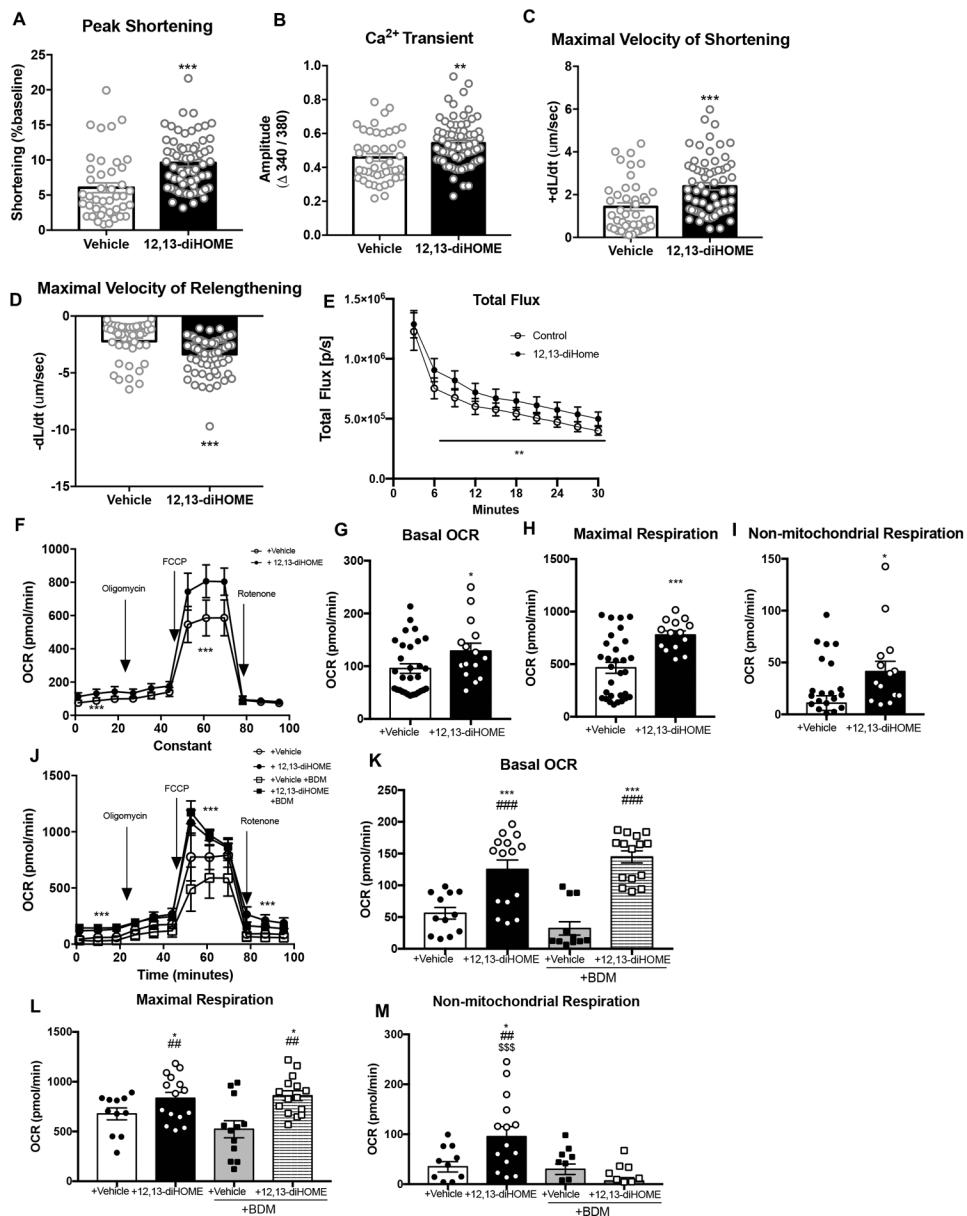 A
Peak Shortening
Shortening (%baseline)
25
20
15
10
5
0
***
Vehicle
12,13-diHOME
B
Ca2+ Transient
Amplitude
(Δ 340 / 380)
1.0
0.8
0.6
0.4
0.2
0.0
**
Vehicle
12,13-diHOME
C
Maximal Velocity of Shortening
+dL/dt (um/sec)
8
6
4
2
0
***
Vehicle
12,13-diHOME
D
Maximal Velocity of Relengthening
-dL/dt (um/sec)
-0
-5
-10
-15
***
Vehicle
12,13-diHOME
E
Total Flux
Total Flux [p/s]
1.5×10⁶
1.0×10⁶
5.0×10⁵
0.0
Control
12,13-diHome
**
0 6 12 18 24 30
Minutes
F
OCR (pmol/min)
1000
800
600
400
200
0
+Vehicle
+ 12,13-diHOME
Oligomycin
FCCP
Rotenone
***
***
0 20 40 60 80 100
Constant
G
Basal OCR
OCR (pmol/min)
300
200
100
0
*
+Vehicle
+12,13-diHOME
H
Maximal Respiration
OCR (pmol/min)
1500
1000
500
0
***
+Vehicle
+12,13-diHOME
I
Non-mitochondrial Respiration
OCR (pmol/min)
150
100
50
0
*
+Vehicle
+12,13-diHOME
J
OCR (pmol/min)
1500
1000
500
0
+Vehicle
+ 12,13-diHOME
+Vehicle +BDM
+12,13-diHOME
+BDM
Oligomycin
FCCP
Rotenone
***
***
***
0 20 40 60 80 100
Time (minutes)
K
Basal OCR
OCR (pmol/min)
300
250
200
150
100
50
0
***
###
***
###
+Vehicle
+12,13-diHOME
+Vehicle
+12,13-diHOME
+BDM
L
Maximal Respiration
OCR (pmol/min)
1500
1000
500
0
*
##
*
##
+Vehicle
+12,13-diHOME
+Vehicle
+12,13-diHOME
+BDM
M
Non-mitochondrial Respiration
OCR (pmol/min)
300
200
100
0
*
##
$$$
+Vehicle
+12,13-diHOME
+Vehicle
+12,13-diHOME
+BDM